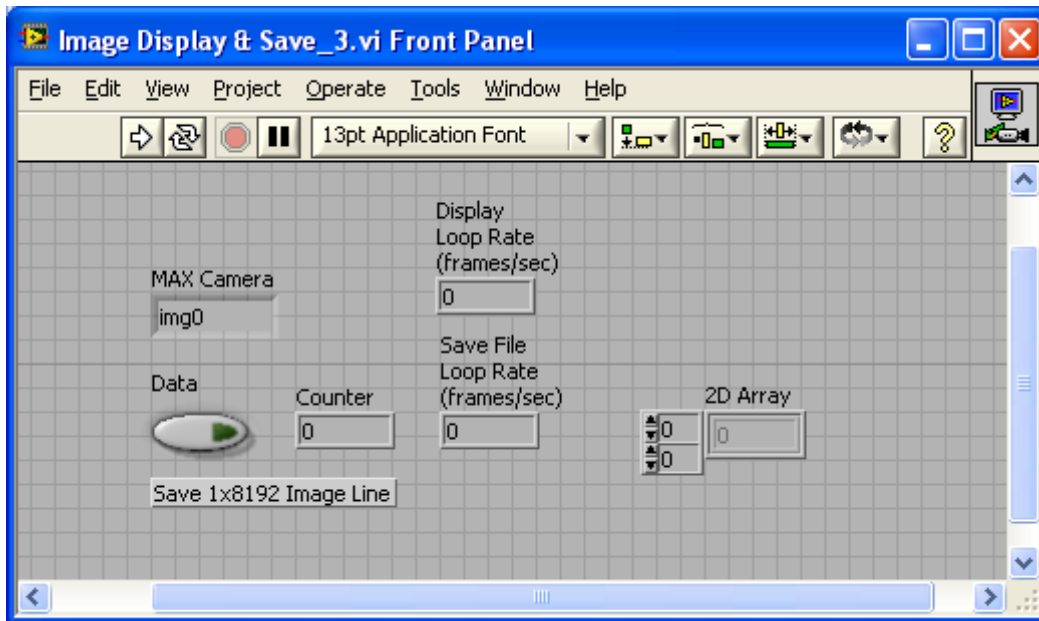 Image Display & Save_3.vi Front Panel
File Edit View Project Operate Tools Window Help
13pt Application Font
Display
Loop Rate
(frames/sec)
0
MAX Camera
img0
Save File
Loop Rate
(frames/sec)
0
Data
Counter
0
2D Array
0
0
0
Save 1x8192 Image Line